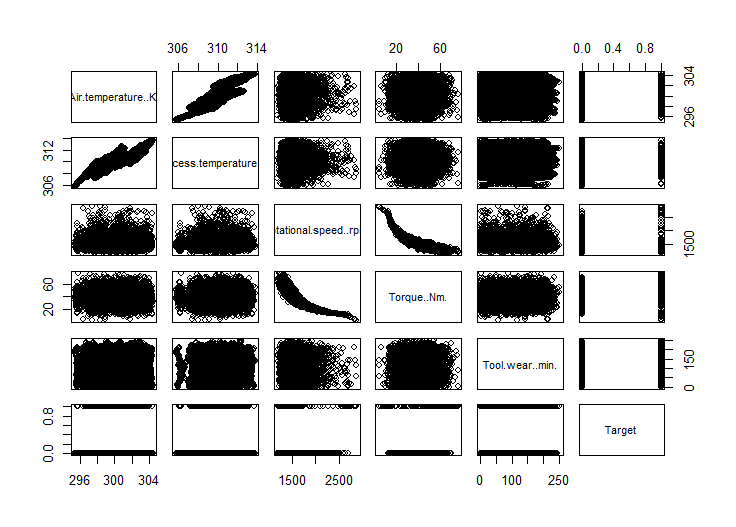 306 310 314
20 60
0.0 0.4 0.8
Air.temperature..K
296 304
306 312
cess.temperature.
tational.speed..rp
1500
20 60
Torque..Nm.
Tool.wear..min.
0 150
0.0 0.8
Target
296 300 304
1500 2500
0 100 250